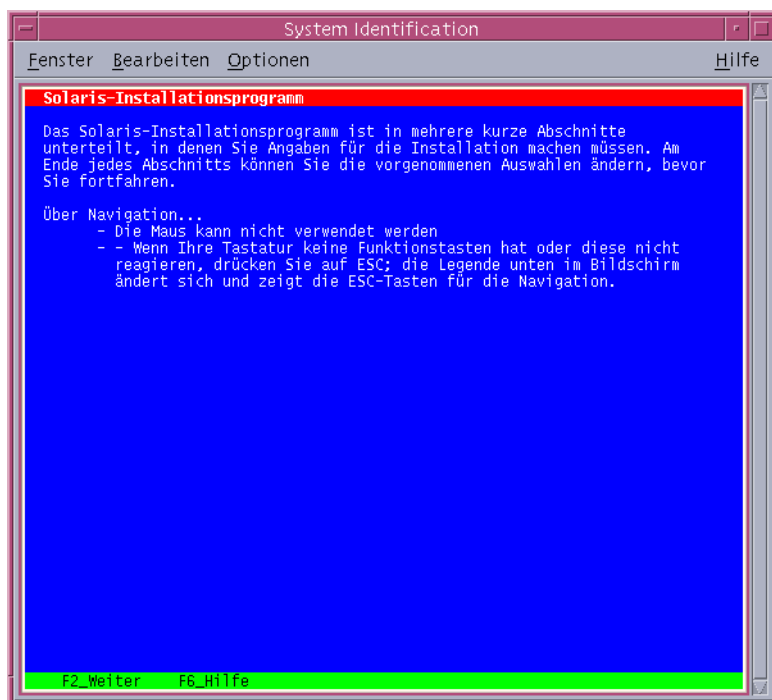 System Identification
Fenster Bearbeiten Optionen Hilfe
Solaris-Installationsprogramm
Das Solaris-Installationsprogramm ist in mehrere kurze Abschnitte
unterteilt, in denen Sie Angaben für die Installation machen müssen. Am
Ende jedes Abschnitts können Sie die vorgenommenen Auswahlen ändern, bevor
Sie fortfahren.
Über Navigation...
- Die Maus kann nicht verwendet werden
- - Wenn Ihre Tastatur keine Funktionstasten hat oder diese nicht
reagieren, drücken Sie auf ESC; die Legende unten im Bildschirm
ändert sich und zeigt die ESC-Tasten für die Navigation.
F2_Weiter F6_Hilfe